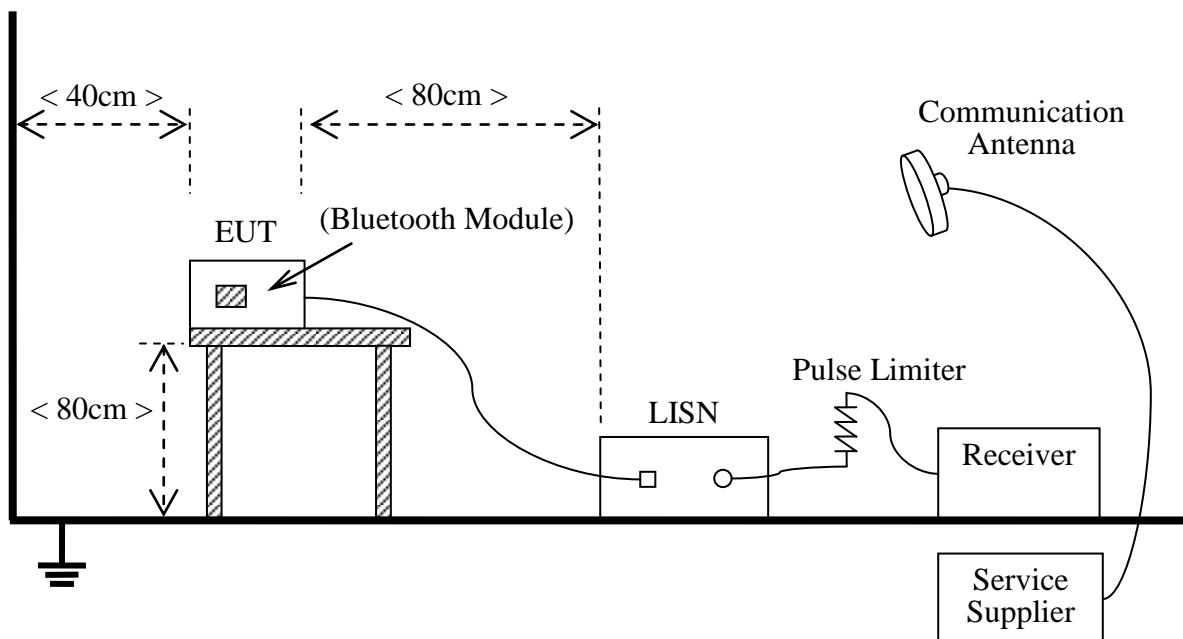 < 40cm >
< 80cm >
Communication
Antenna
(Bluetooth Module)
EUT
Pulse Limiter
< 80cm >
LISN
Receiver
Service
Supplier